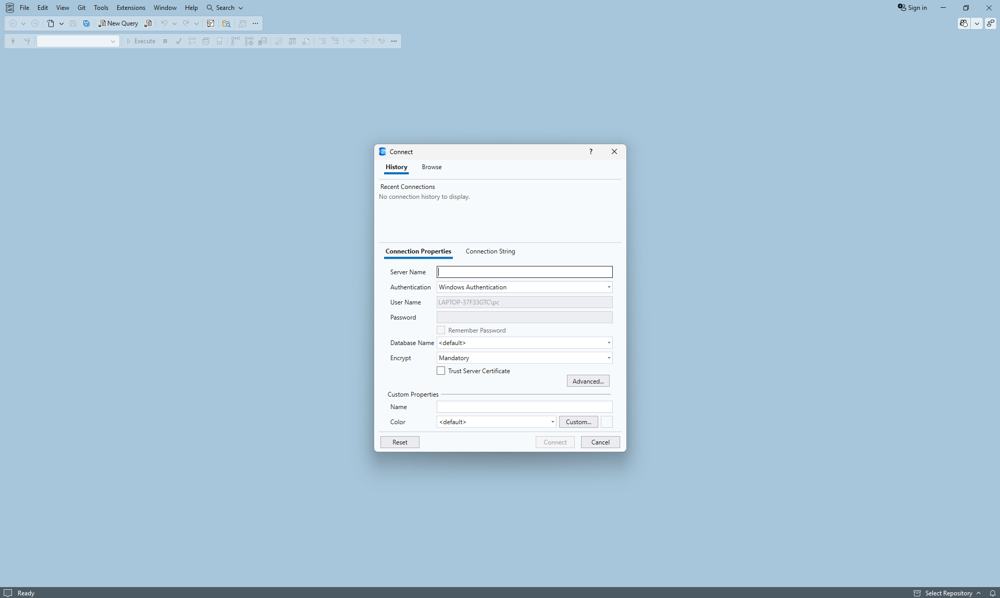 File Edit View Git Tools Extensions Window Help Search
Sign in
New Query
Execute
Connect
History Browse
Recent Connections
No connection history to display.
Connection Properties Connection String
Server Name
Authentication Windows Authentication
User Name LAPTOP-37F33GTC\pc
Password
Remember Password
Database Name <default>
Encrypt Mandatory
Trust Server Certificate
Advanced...
Custom Properties
Name
Color <default> Custom...
Reset Connect Cancel
Ready Select Repository